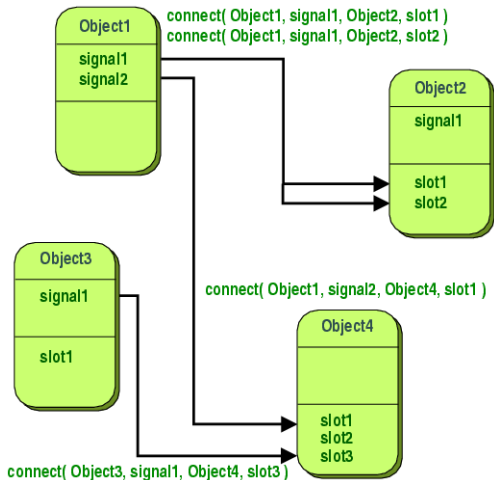 connect( Object1, signal1, Object2, slot1 )
connect( Object1, signal1, Object2, slot2 )
Object1
signal1
signal2
Object2
signal1
slot1
slot2
Object3
signal1
slot1
connect( Object1, signal2, Object4, slot1 )
Object4
slot1
slot2
slot3
connect( Object3, signal1, Object4, slot3 )